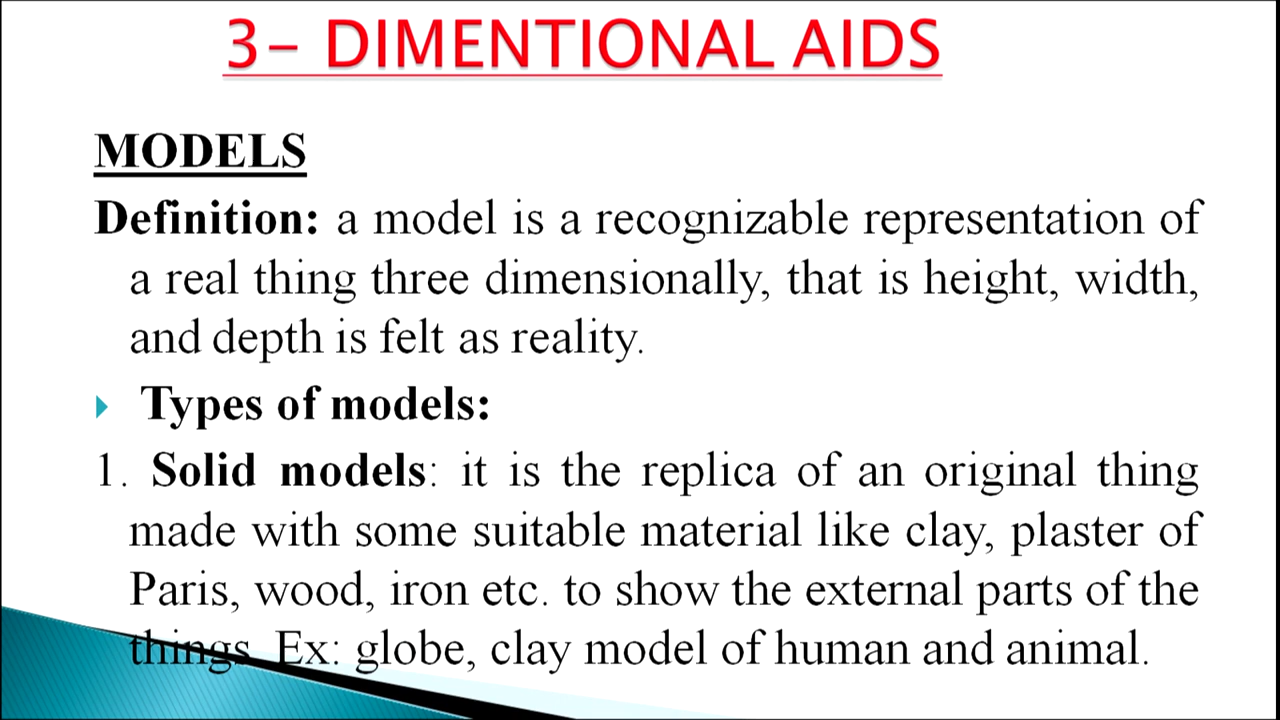 3- DIMENTIONAL AIDS
MODELS
Definition: a model is a recognizable representation of
a real thing three dimensionally, that is height, width,
and depth is felt as reality.
Types of models:
1. Solid models: it is the replica of an original thing
made with some suitable material like clay, plaster of
Paris, wood, iron etc. to show the external parts of the
things. Ex: globe, clay model of human and animal.